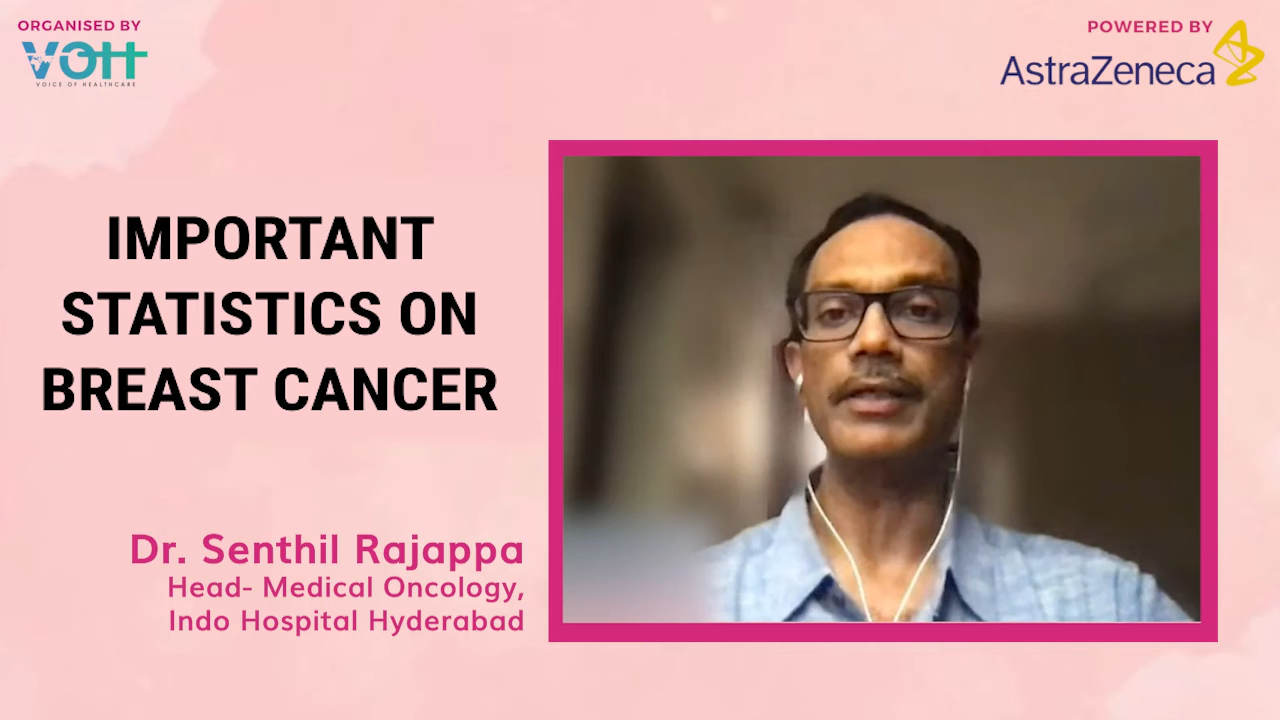 ORGANISED BY
VOH
VOICE OF HEALTHCARE
POWERED BY
AstraZeneca
IMPORTANT
STATISTICS ON
BREAST CANCER
Dr. Senthil Rajappa
Head- Medical Oncology,
Indo Hospital Hyderabad